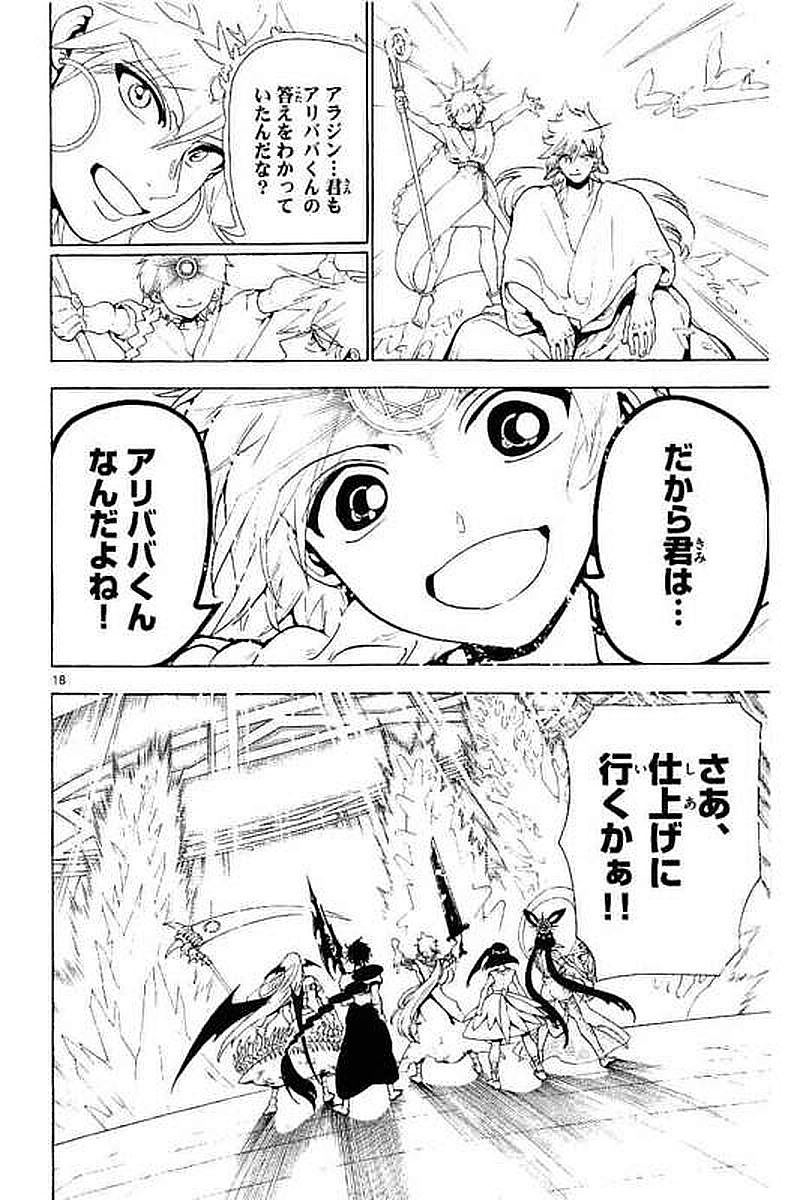 アラジン…君も
アリババくんの
答えをわかって
いたんだな？
だから君は…
アリババくん
なんだよね！
18
さあ、
仕上げに
行くかぁ!!